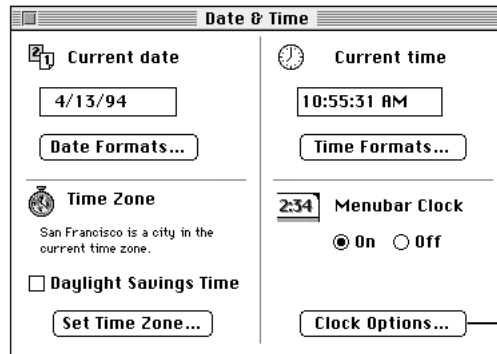 Date & Time
Current date
4/13/94
Date Formats...
Current time
10:55:31 AM
Time Formats...
Time Zone
San Francisco is a city in the
current time zone.
Daylight Savings Time
Set Time Zone...
2:34 Menubar Clock
On Off
Clock Options...